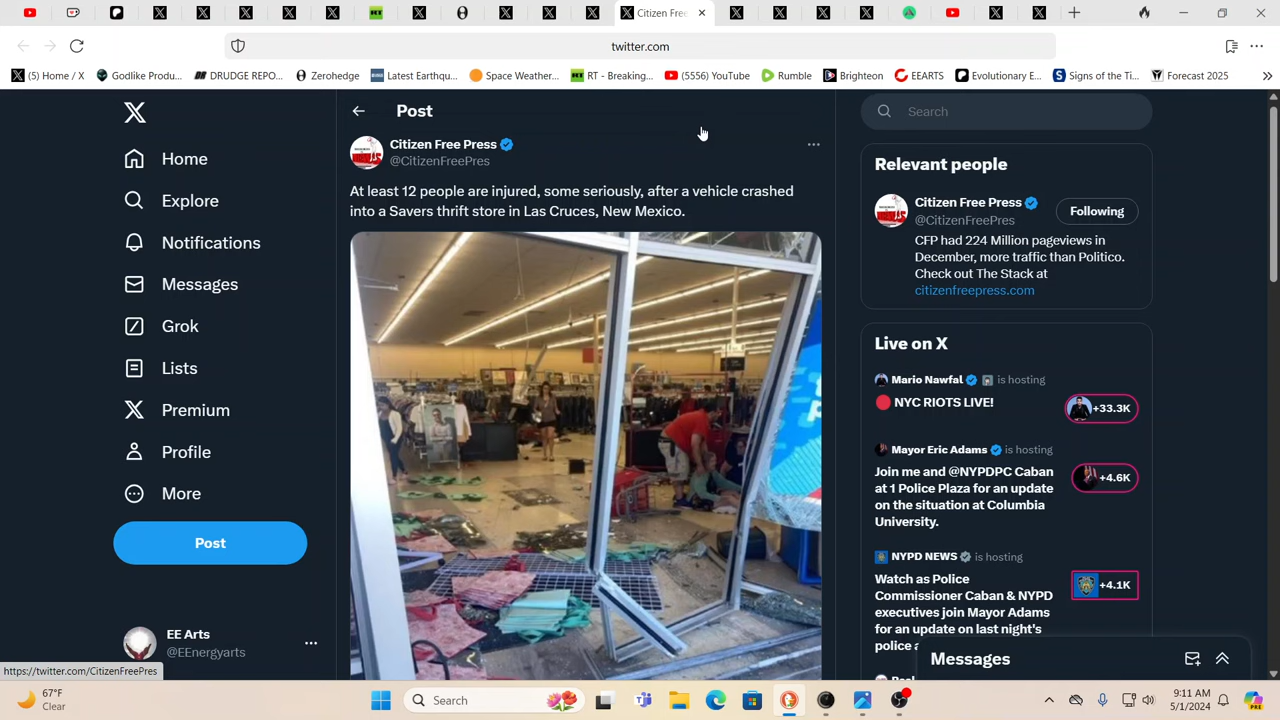 Citizen Free
twitter.com
(5) Home / X
Godlike Produ...
DRUDGE REPO...
Zerohedge
Latest Earthqu...
Space Weather...
RT - Breaking...
(5556) YouTube
Rumble
Brighteon
EEARTS
Evolutionary E...
Signs of the Ti...
Forecast 2025
Post
Search
Citizen Free Press
@CitizenFreePres
At least 12 people are injured, some seriously, after a vehicle crashed
into a Savers thrift store in Las Cruces, New Mexico.
Home
Explore
Notifications
Messages
Grok
Lists
Premium
Profile
More
Post
EE Arts
@EEnergyarts
Relevant people
Citizen Free Press
@CitizenFreePres
Following
CFP had 224 Million pageviews in
December, more traffic than Politico.
Check out The Stack at
citizenfreepress.com
Live on X
Mario Nawfal is hosting
NYC RIOTS LIVE!
+33.3K
Mayor Eric Adams is hosting
Join me and @NYPDPC Caban
at 1 Police Plaza for an update
on the situation at Columbia
University.
+4.6K
NYPD NEWS is hosting
Watch as Police
Commissioner Caban & NYPD
executives join Mayor Adams
for an update on last night's
police a
+4.1K
Messages
https://twitter.com/CitizenFreePres
67°F
Clear
Search
9:11 AM
5/1/2024